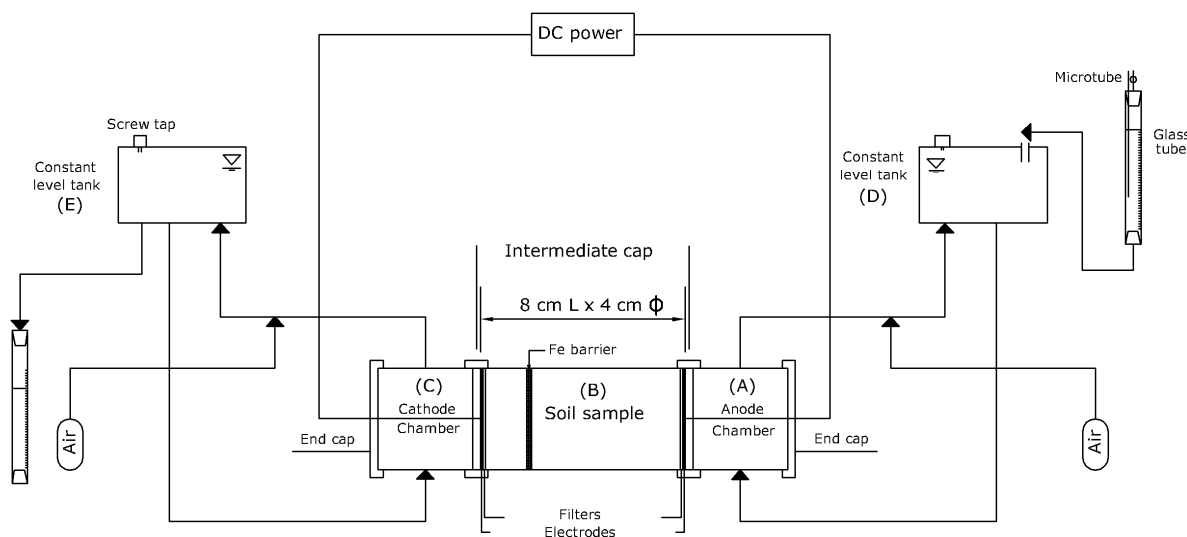 DC power
Microtube
Glass
tube
Screw tap
Constant
level tank
(E)
Constant
level tank
(D)
Intermediate cap
8 cm L x 4 cm Φ
Fe barrier
(C)
Cathode
Chamber
(B)
Soil sample
(A)
Anode
Chamber
Air
End cap
End cap
Air
Filters
Electrodes